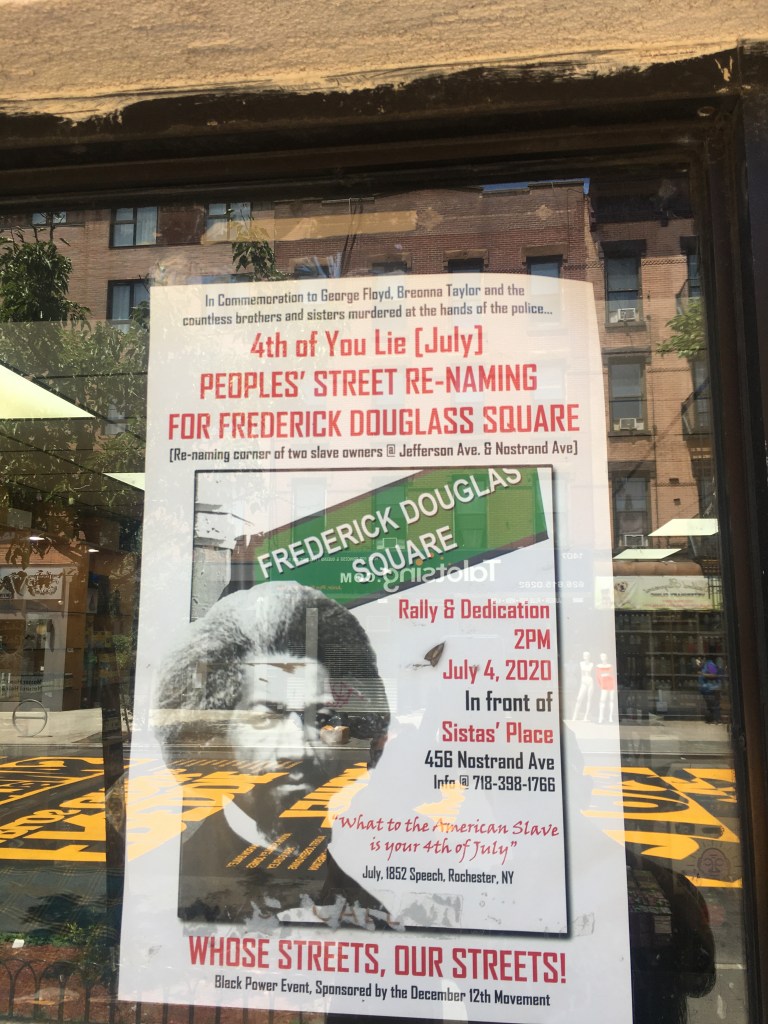 In Commemoration to George Floyd, Breonna Taylor and the
countless brothers and sisters murdered at the hands of the police...
4th of You Lie (July)
PEOPLES' STREET RE-NAMING
FOR FREDERICK DOUGLASS SQUARE
(Re-naming corner of two slave owners @ Jefferson Ave. & Nostrand Ave)
FREDERICK DOUGLAS
SQUARE
Rally & Dedication
2PM
July 4, 2020
In front of
Sistas' Place
456 Nostrand Ave
Info @ 718-398-1766
"What to the American Slave
is your 4th of July"
July, 1852 Speech, Rochester, NY
WHOSE STREETS, OUR STREETS!
Black Power Event, Sponsored by the December 12th Movement